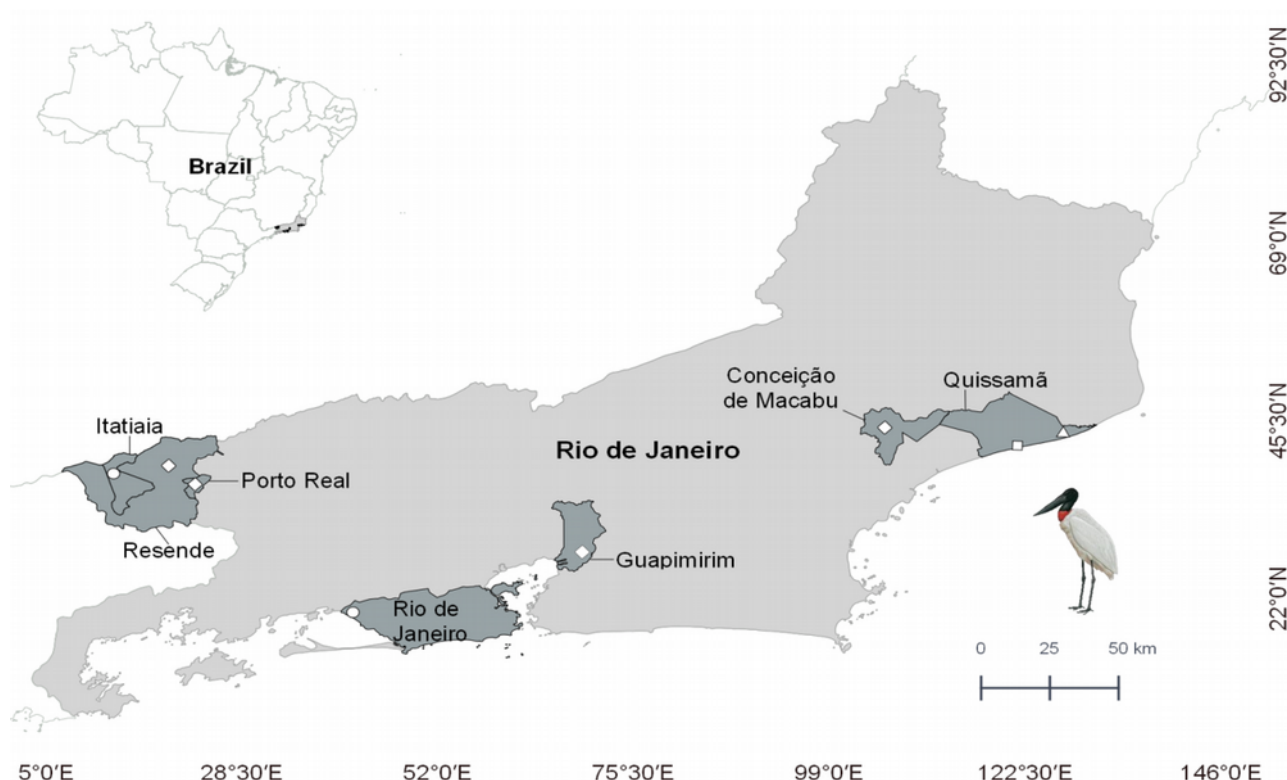 Brazil
92°30'N
69°0'N
45°30'N
22°0'N
Conceição
de Macabu
Quissamã
Itatiaia
Rio de Janeiro
Porto Real
Resende
Guapimirim
Rio de
Janeiro
0 25 50 km
5°0'E 28°30'E 52°0'E 75°30'E 99°0'E 122°30'E 146°0'E